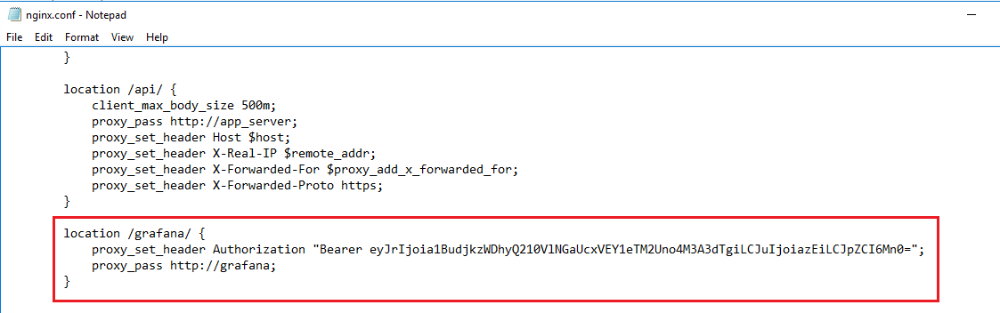 nginx.conf - Notepad
File Edit Format View Help
}
location /api/ {
client_max_body_size 500m;
proxy_pass http://app_server;
proxy_set_header Host $host;
proxy_set_header X-Real-IP $remote_addr;
proxy_set_header X-Forwarded-For $proxy_add_x_forwarded_for;
proxy_set_header X-Forwarded-Proto https;
}
location /grafana/ {
proxy_set_header Authorization "Bearer eyJrIjoia1BudjkzWDhyQ210VlNGaUcxVEY1eTM2Uno4M3A3dTgiLCJuIjoiazEiLCJpZCI6Mn0=";
proxy_pass http://grafana;
}